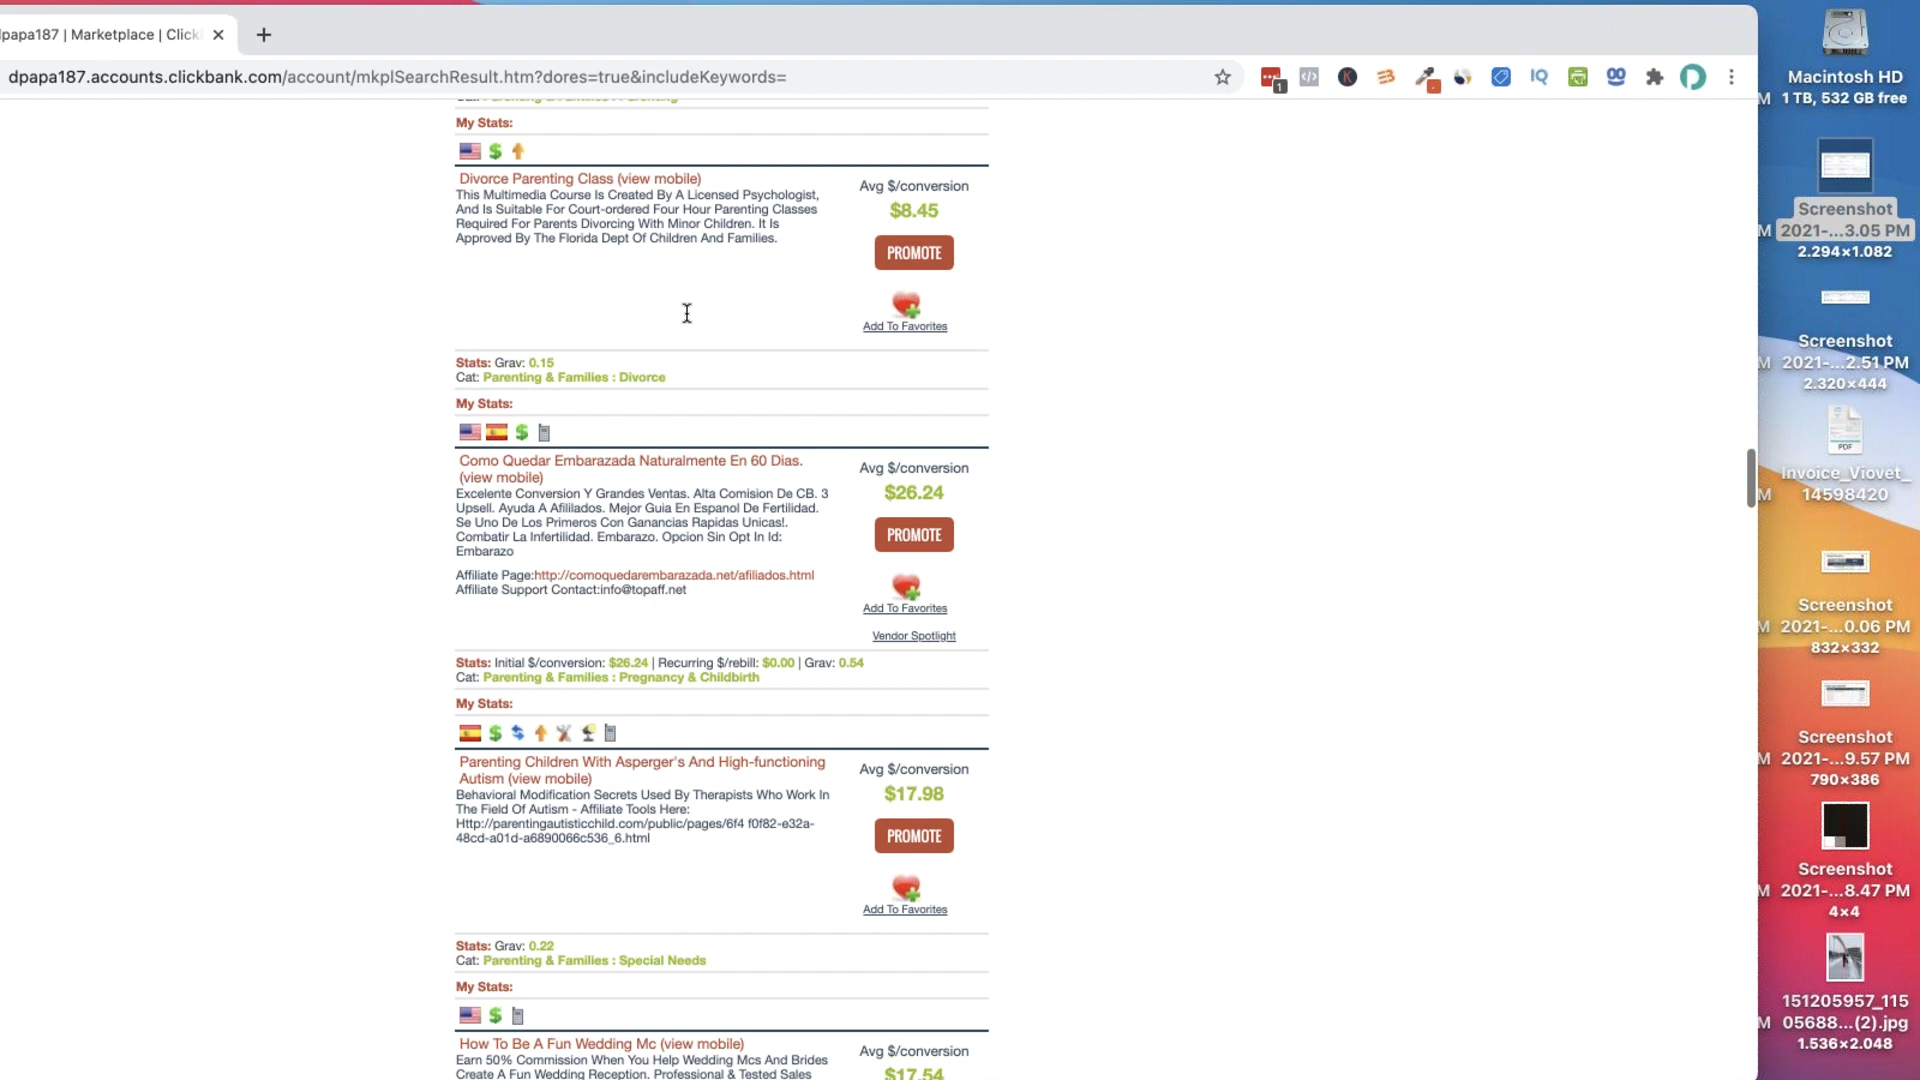 dpapa187 | Marketplace | Click
dpapa187.accounts.clickbank.com/account/mkplSearchResult.htm?dores=true&includeKeywords=
1
IQ
My Stats:
Divorce Parenting Class (view mobile)
This Multimedia Course Is Created By A Licensed Psychologist,
And Is Suitable For Court-ordered Four Hour Parenting Classes
Required For Parents Divorcing With Minor Children. It Is
Approved By The Florida Dept Of Children And Families.
Avg $/conversion
$8.45
PROMOTE
Add To Favorites
Stats: Grav: 0.15
Cat: Parenting & Families : Divorce
My Stats:
Como Quedar Embarazada Naturalmente En 60 Dias.
(view mobile)
Excelente Conversion Y Grandes Ventas. Alta Comision De CB. 3
Upsell. Ayuda A Afiliados. Mejor Guia En Espanol De Fertilidad.
Se Uno De Los Primeros Con Ganancias Rapidas Unicas!.
Combatir La Infertilidad. Embarazo. Opcion Sin Opt In Id:
Embarazo
Affiliate Page:http://comoquedarembarazada.net/afiliados.html
Affiliate Support Contact:info@topaff.net
Avg $/conversion
$26.24
PROMOTE
Add To Favorites
Vendor Spotlight
Stats: Initial $/conversion: $26.24 | Recurring $/rebill: $0.00 | Grav: 0.54
Cat: Parenting & Families : Pregnancy & Childbirth
My Stats:
Parenting Children With Asperger's And High-functioning
Autism (view mobile)
Behavioral Modification Secrets Used By Therapists Who Work In
The Field Of Autism - Affiliate Tools Here:
Http://parentingautisticchild.com/public/pages/6f4 f0f82-e32a-
48cd-a01d-a6890066c536_6.html
Avg $/conversion
$17.98
PROMOTE
Add To Favorites
Stats: Grav: 0.22
Cat: Parenting & Families : Special Needs
My Stats:
How To Be A Fun Wedding Mc (view mobile)
Earn 50% Commission When You Help Wedding Mcs And Brides
Create A Fun Wedding Reception. Professional & Tested Sales
Avg $/conversion
$17.54
Macintosh HD
1 TB, 532 GB free
Screenshot
2021-...3.05 PM
2.294×1.082
Screenshot
2021-...2.51 PM
2.320×444
PDF
Invoice_Viovet_
14598420
Screenshot
2021-...0.06 PM
832×332
Screenshot
2021-...9.57 PM
790×386
Screenshot
2021-...8.47 PM
4×4
151205957_115
05688...(2).jpg
1.536×2.048